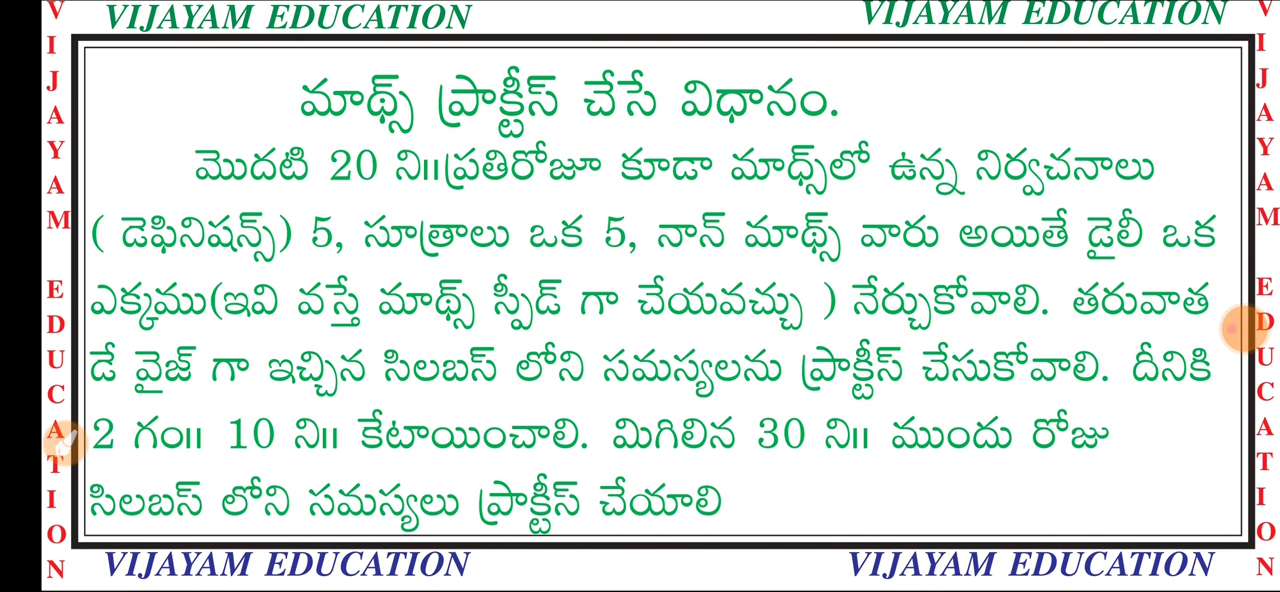 VIJAYAM EDUCATION VIJAYAM EDUCATION
మాథ్స్ ప్రాక్టీస్ చేసే విధానం.
మొదటి 20 ని॥ప్రతిరోజూ కూడా మాథ్స్‌లో ఉన్న నిర్వచనాలు
( డెఫినిషన్స్) 5, సూత్రాలు ఒక 5, నాన్ మాథ్స్ వారు అయితే డైలీ ఒక
ఎక్కము(ఇవి వస్తే మాథ్స్ స్పీడ్ గా చేయవచ్చు ) నేర్చుకోవాలి. తరువాత
డే వైజ్ గా ఇచ్చిన సిలబస్ లోని సమస్యలను ప్రాక్టీస్ చేసుకోవాలి. దీనికి
2 గం॥ 10 ని॥ కేటాయించాలి. మిగిలిన 30 ని॥ ముందు రోజు
సిలబస్ లోని సమస్యలు ప్రాక్టీస్ చేయాలి
VIJAYAM EDUCATION VIJAYAM EDUCATION
VIJAYAM EDUCATION
VIJAYAM EDUCATION